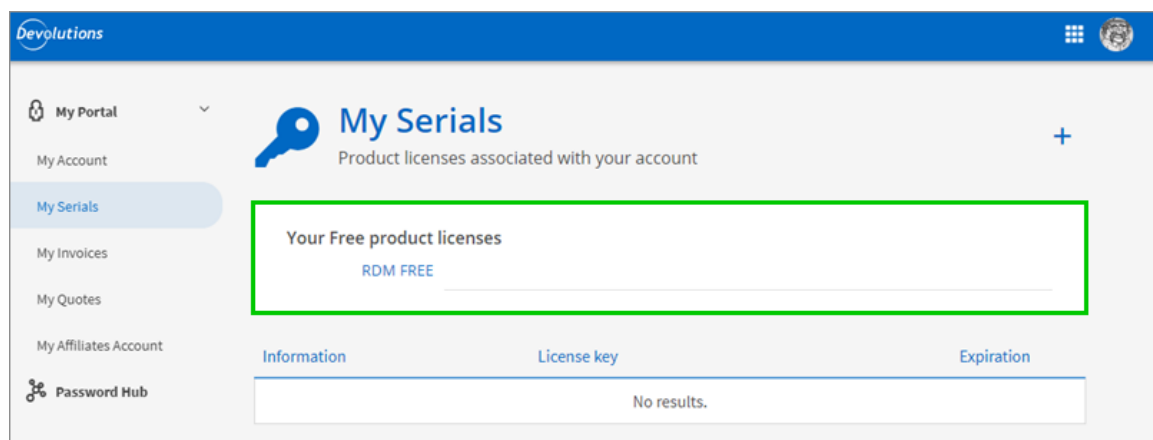 Devolutions
My Portal
My Account
My Serials
My Invoices
My Quotes
My Affiliates Account
Password Hub
My Serials
Product licenses associated with your account
Your Free product licenses
RDM FREE
Information License key Expiration
No results.